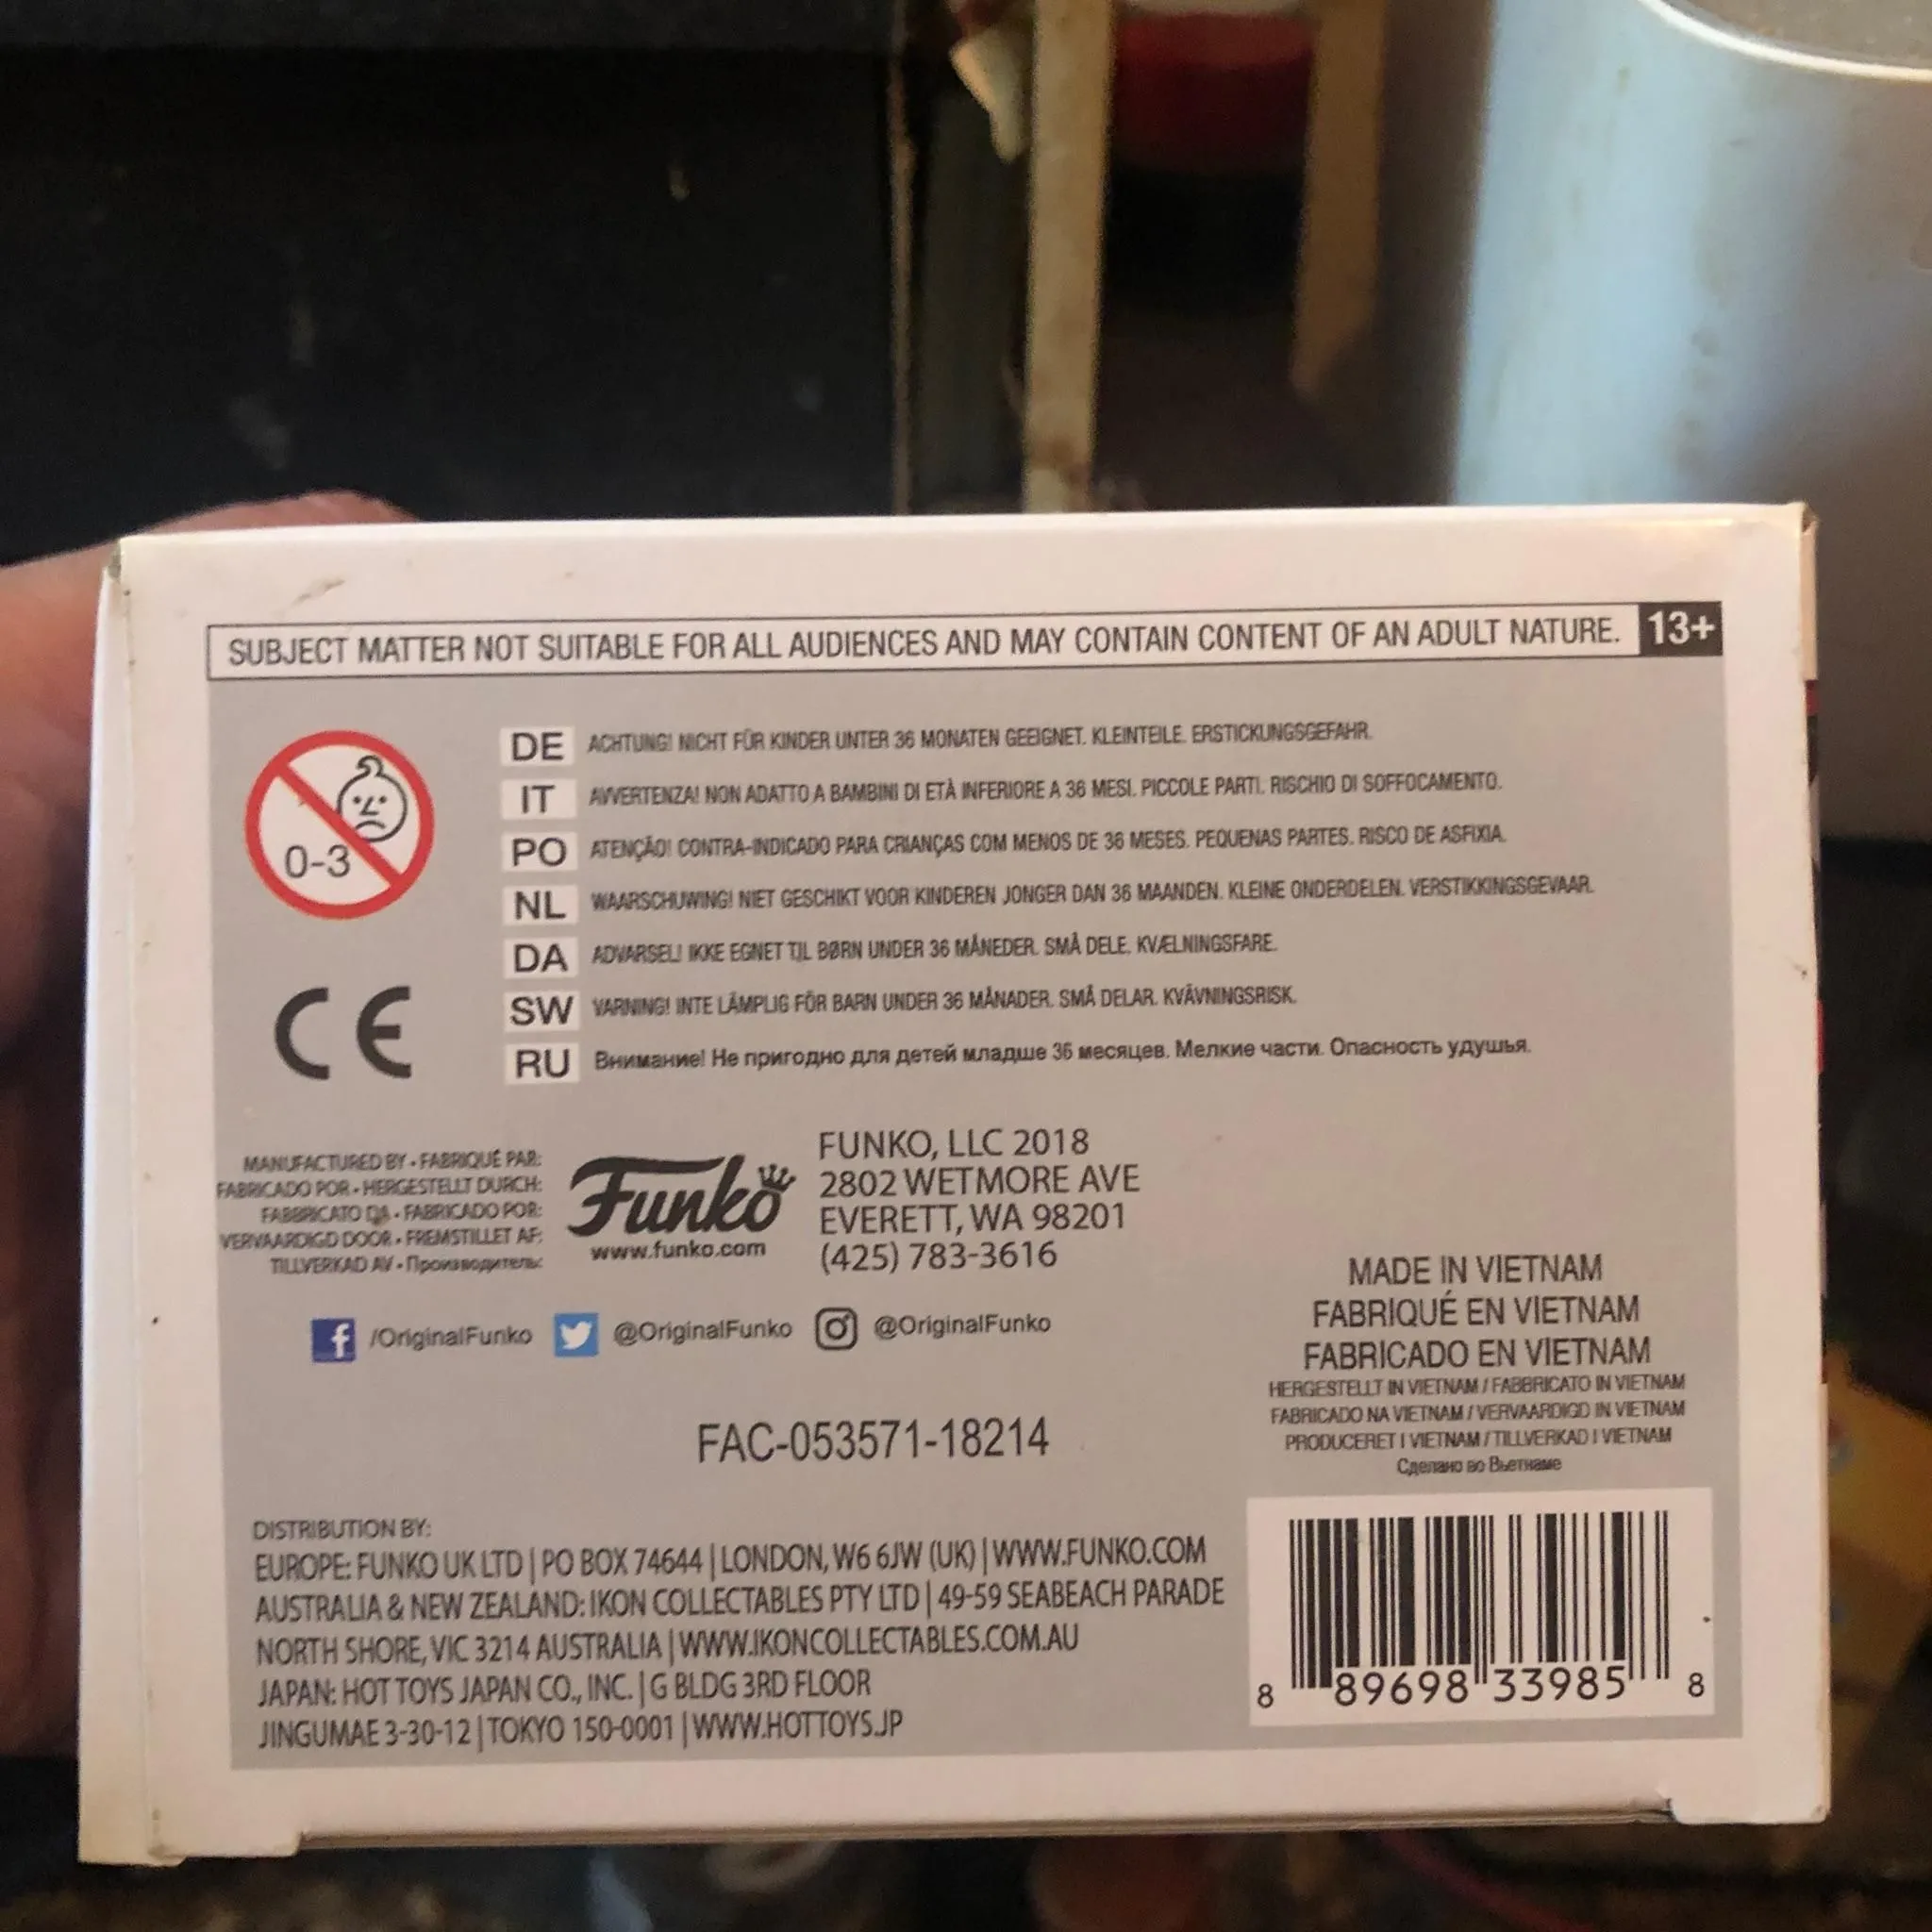 SUBJECT MATTER NOT SUITABLE FOR ALL AUDIENCES AND MAY CONTAIN CONTENT OF AN ADULT NATURE. 13+
0-3
DE ACHTUNG! NICHT FÜR KINDER UNTER 36 MONATEN GEEIGNET. KLEINTEILE. ERSTICKUNGSGEFAHR.
IT AVVERTENZA! NON ADATTO A BAMBINI DI ETÀ INFERIORE A 36 MESI. PICCOLE PARTI. RISCHIO DI SOFFOCAMENTO.
PO ATENÇÃO! CONTRA-INDICADO PARA CRIANÇAS COM MENOS DE 36 MESES. PEQUENAS PARTES. RISCO DE ASFIXIA.
NL WAARSCHUWING! NIET GESCHIKT VOOR KINDEREN JONGER DAN 36 MAANDEN. KLEINE ONDERDELEN. VERSTIKKINGSGEVAAR.
DA ADVARSEL! IKKE EGNET TIL BØRN UNDER 36 MÅNEDER. SMÅ DELE. KVÆLNINGSFARE.
SW VARNING! INTE LÄMPLIG FÖR BARN UNDER 36 MÅNADER. SMÅ DELAR. KVÄVNINGSRISK.
RU Внимание! Не пригодно для детей младше 36 месяцев. Мелкие части. Опасность удушья.
CE
MANUFACTURED BY • FABRIQUÉ PAR:
FABRICADO POR • HERGESTELLT DURCH:
FABBRICATO DA • FABRICADO POR:
VERVAARDIGD DOOR • FREMSTILLET AF:
TILLVERKAD AV • Производитель:
Funko
www.funko.com
FUNKO, LLC 2018
2802 WETMORE AVE
EVERETT, WA 98201
(425) 783-3616
f /OriginalFunko @OriginalFunko @OriginalFunko
MADE IN VIETNAM
FABRIQUÉ EN VIETNAM
FABRICADO EN VIETNAM
HERGESTELLT IN VIETNAM / FABBRICATO IN VIETNAM
FABRICADO NA VIETNAM / VERVAARDIGD IN VIETNAM
PRODUCERET I VIETNAM / TILLVERKAD I VIETNAM
Сделано во Вьетнаме
FAC-053571-18214
DISTRIBUTION BY:
EUROPE: FUNKO UK LTD | PO BOX 74644 | LONDON, W6 6JW (UK) | WWW.FUNKO.COM
AUSTRALIA & NEW ZEALAND: IKON COLLECTABLES PTY LTD | 49-59 SEABEACH PARADE
NORTH SHORE, VIC 3214 AUSTRALIA | WWW.IKONCOLLECTABLES.COM.AU
JAPAN: HOT TOYS JAPAN CO., INC. | G BLDG 3RD FLOOR
JINGUMAE 3-30-12 | TOKYO 150-0001 | WWW.HOTTOYS.JP
8 89698 33985 8